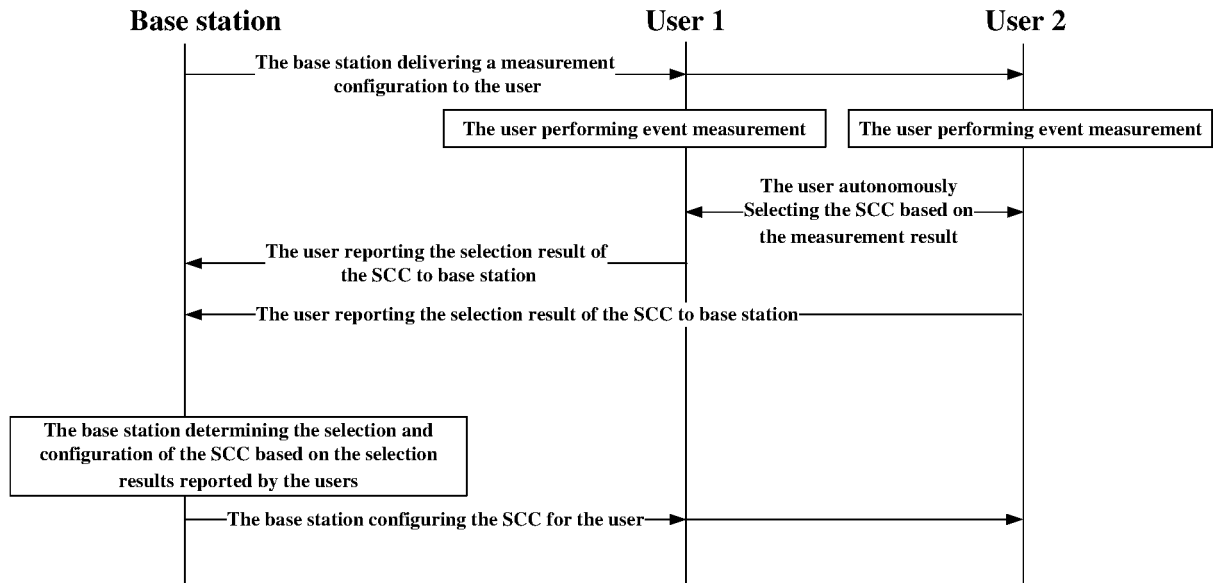 Base station
User 1
User 2
The base station delivering a measurement
configuration to the user
The user performing event measurement
The user performing event measurement
The user autonomously
Selecting the SCC based on
the measurement result
The user reporting the selection result of
the SCC to base station
The user reporting the selection result of the SCC to base station
The base station determining the selection and
configuration of the SCC based on the selection
results reported by the users
The base station configuring the SCC for the user